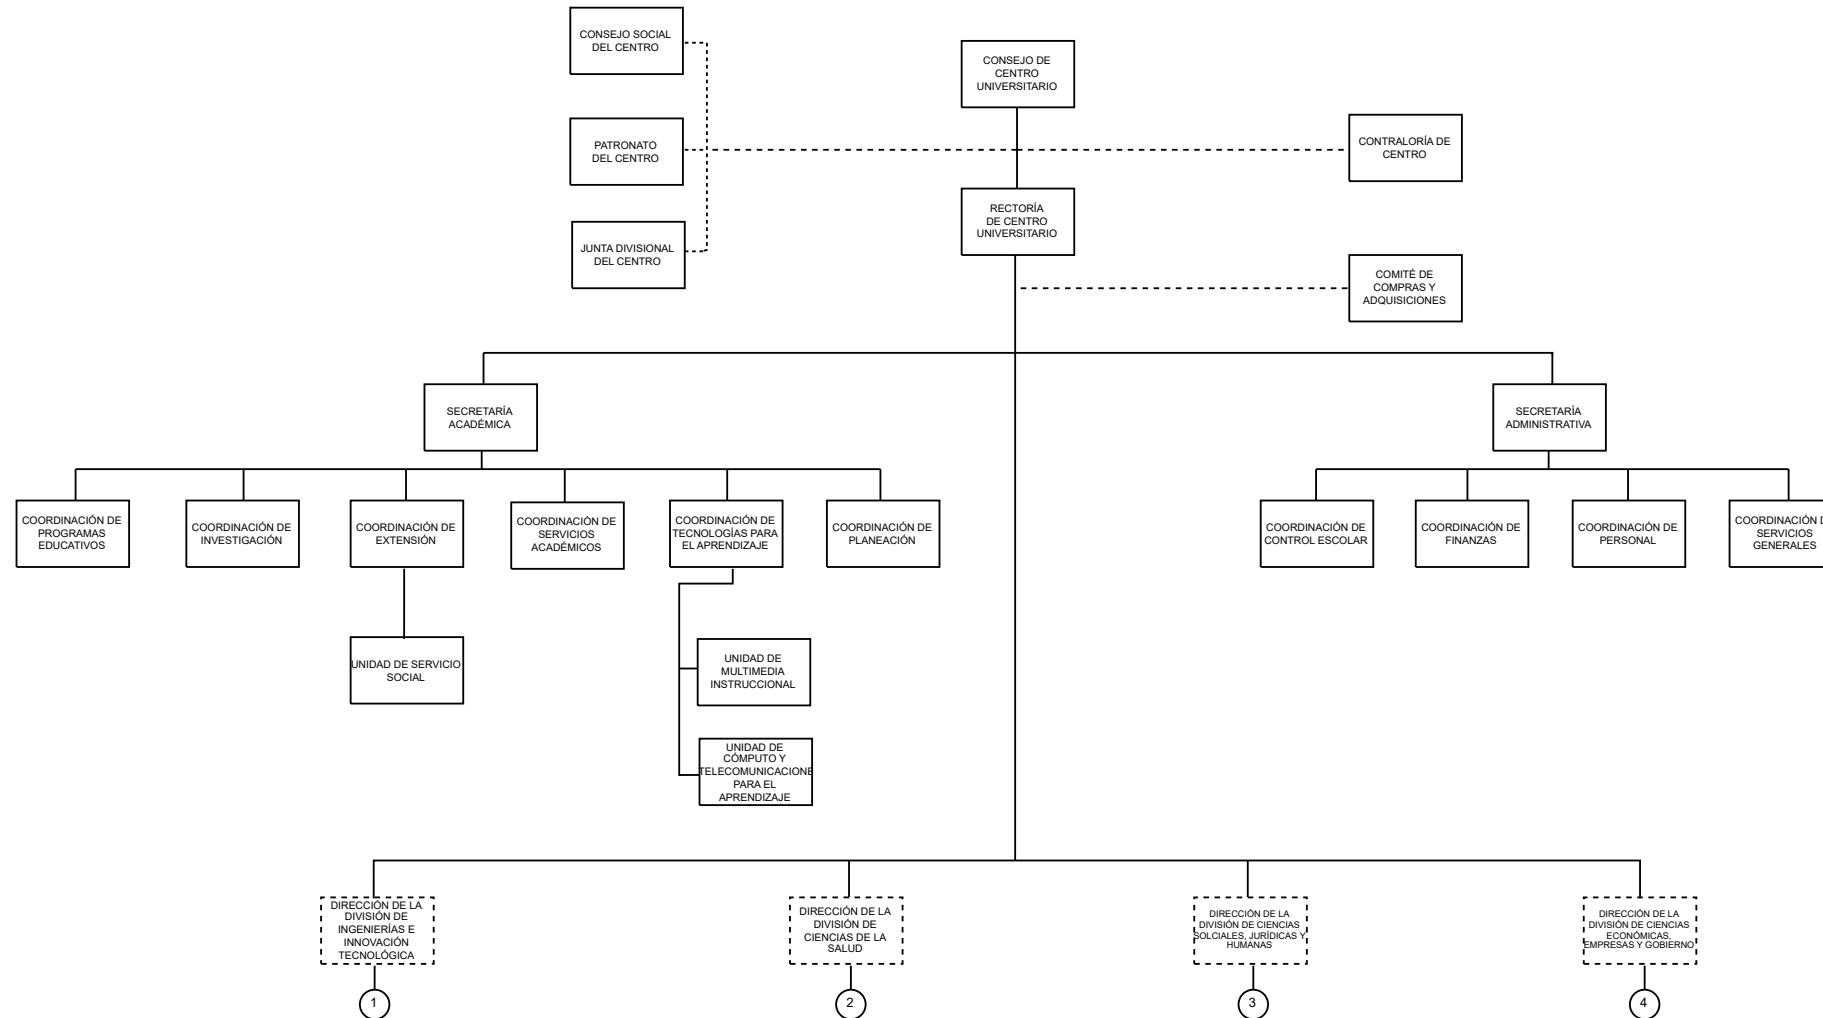 CONSEJO SOCIAL
DEL CENTRO
CONSEJO DE
CENTRO
UNIVERSITARIO
PATRONATO
DEL CENTRO
CONTRALORÍA DE
CENTRO
RECTORÍA
DE CENTRO
UNIVERSITARIO
JUNTA DIVISIONAL
DEL CENTRO
COMITÉ DE
COMPRAS Y
ADQUISICIONES
SECRETARÍA
ACADÉMICA
SECRETARÍA
ADMINISTRATIVA
COORDINACIÓN DE
PROGRAMAS
EDUCATIVOS
COORDINACIÓN DE
INVESTIGACIÓN
COORDINACIÓN DE
EXTENSIÓN
COORDINACIÓN DE
SERVICIOS
ACADÉMICOS
COORDINACIÓN DE
TECNOLOGÍAS PARA
EL APRENDIZAJE
COORDINACIÓN DE
PLANEACIÓN
COORDINACIÓN DE
CONTROL ESCOLAR
COORDINACIÓN DE
FINANZAS
COORDINACIÓN DE
PERSONAL
COORDINACIÓN
SERVICIOS
GENERALES
UNIDAD DE SERVICIO
SOCIAL
UNIDAD DE
MULTIMEDIA
INSTRUCCIONAL
UNIDAD DE
CÓMPUTO Y
TELECOMUNICACIONE
PARA EL
APRENDIZAJE
DIRECCIÓN DE LA
DIVISIÓN DE
INGENIERÍAS E
INNOVACIÓN
TECNOLÓGICA
DIRECCIÓN DE LA
DIVISIÓN DE
CIENCIAS DE LA
SALUD
DIRECCIÓN DE LA
DIVISIÓN DE CIENCIAS
SOLCIALES, JURÍDICAS Y
HUMANAS
DIRECCIÓN DE LA
DIVISIÓN DE CIENCIAS
ECONÓMICAS,
EMPRESAS Y GOBIERNO
1
2
3
4